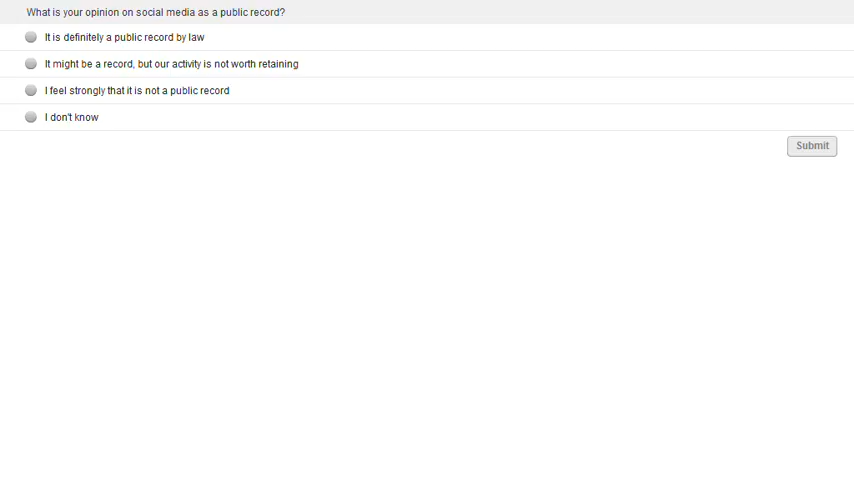 What is your opinion on social media as a public record?
It is definitely a public record by law
It might be a record, but our activity is not worth retaining
I feel strongly that it is not a public record
I don't know
Submit